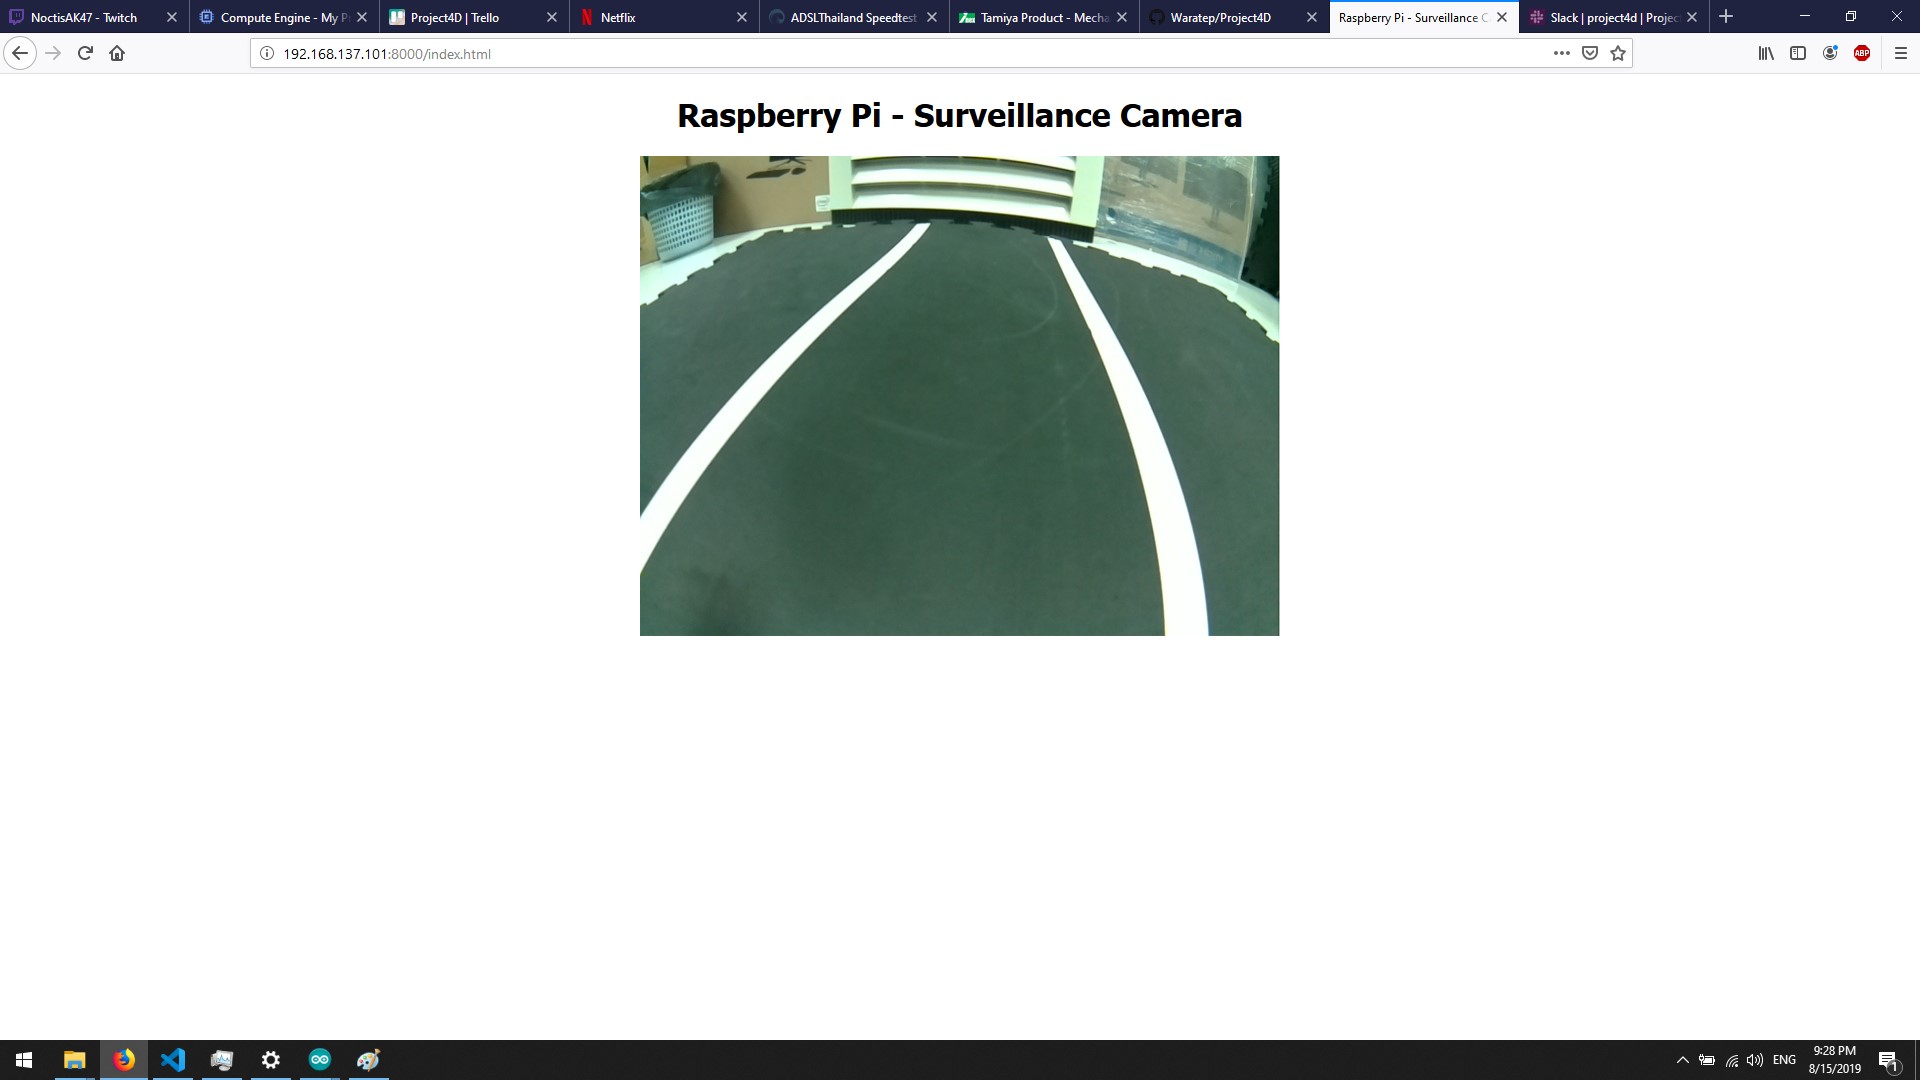 NoctisAK47 - Twitch
Compute Engine - My P
Project4D | Trello
Netflix
ADSLThailand Speedtest
Tamiya Product - Mecha
Waratep/Project4D
Raspberry Pi - Surveillance C
Slack | project4d | Projec
192.168.137.101:8000/index.html
ABP
Raspberry Pi - Surveillance Camera
ENG
9:28 PM
8/15/2019
1